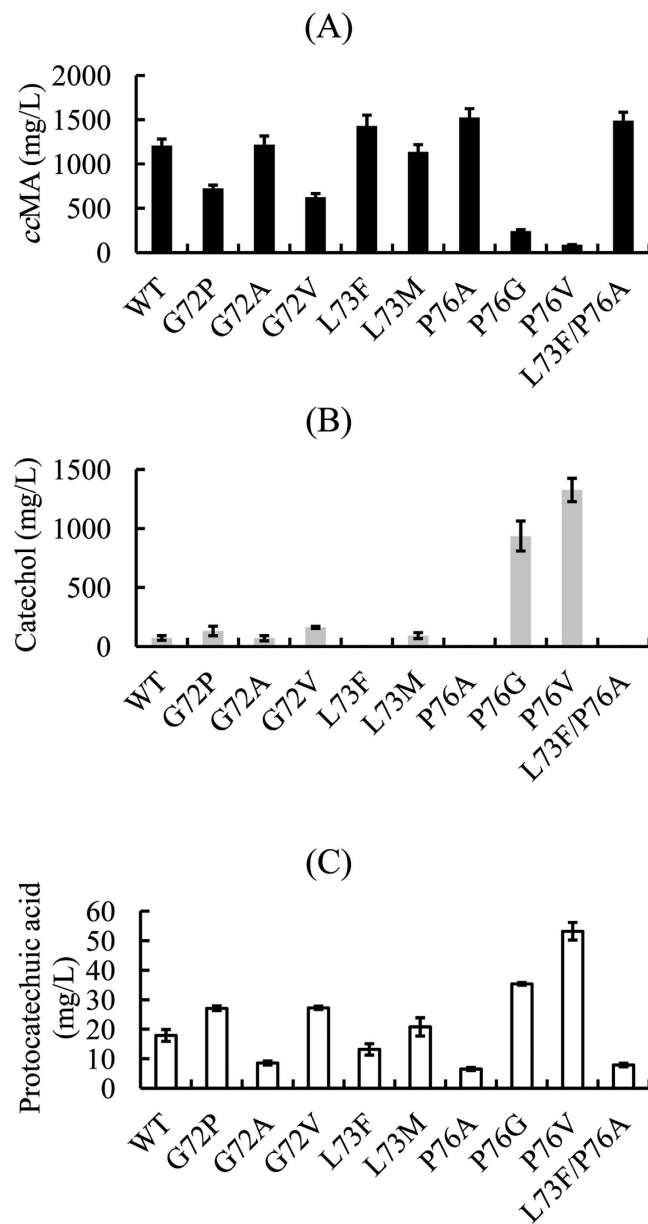 (A)
ccMA (mg/L)
2000
1500
1000
500
0
WT
G72P
G72A
G72V
L73F
L73M
P76A
P76G
P76V
L73F/P76A
(B)
Catechol (mg/L)
1500
1000
500
0
WT
G72P
G72A
G72V
L73F
L73M
P76A
P76G
P76V
L73F/P76A
(C)
Protocatechuic acid
(mg/L)
60
50
40
30
20
10
0
WT
G72P
G72A
G72V
L73F
L73M
P76A
P76G
P76V
L73F/P76A